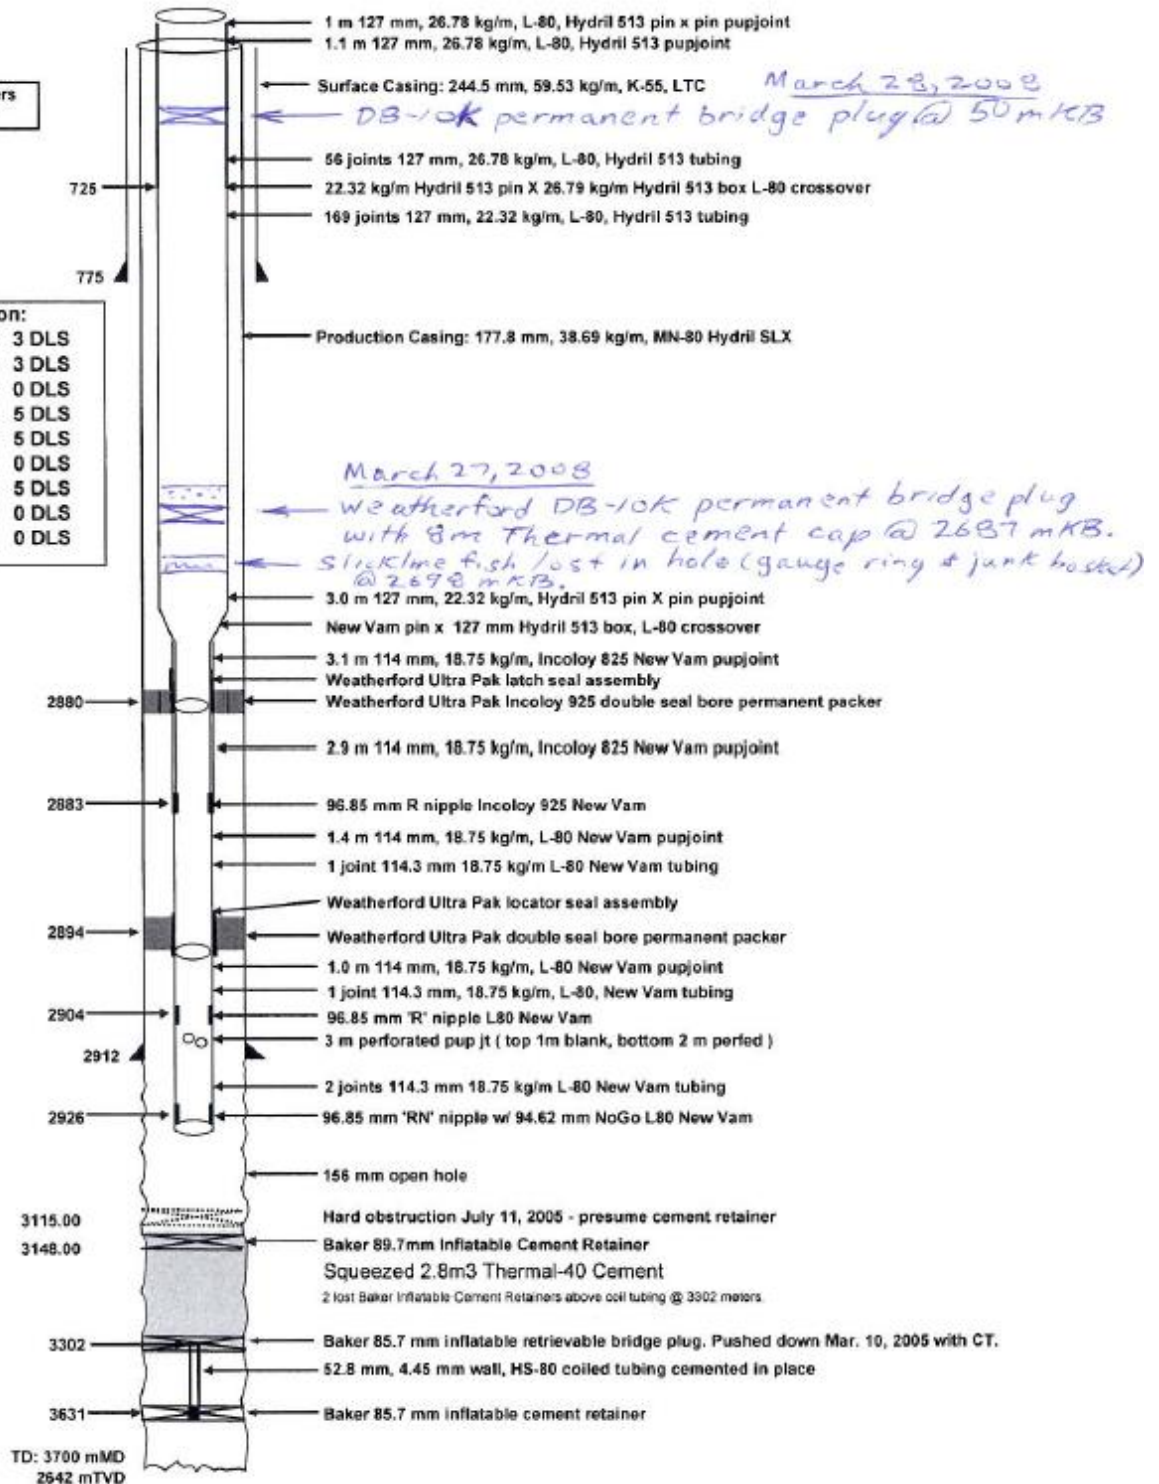 1 m 127 mm, 26.78 kg/m, L-80, Hydril 513 pin x pin pupjoint
1.1 m 127 mm, 26.78 kg/m, L-80, Hydril 513 pupjoint
Surface Casing: 244.5 mm, 59.53 kg/m, K-55, LTC
March 28, 2008
DB-10K permanent bridge plug @ 50 mKB
56 joints 127 mm, 26.78 kg/m, L-80, Hydril 513 tubing
725
22.32 kg/m Hydril 513 pin X 26.79 kg/m Hydril 513 box L-80 crossover
169 joints 127 mm, 22.32 kg/m, L-80, Hydril 513 tubing
775
on:
3 DLS
3 DLS
0 DLS
5 DLS
5 DLS
0 DLS
5 DLS
0 DLS
0 DLS
Production Casing: 177.8 mm, 38.69 kg/m, MN-80 Hydril SLX
March 27, 2008
Weatherford DB-10K permanent bridge plug
with 8m Thermal cement cap @ 2687 mKB.
Slickline fish lost in hole (gauge ring & junk basket)
@ 2698 mKB.
3.0 m 127 mm, 22.32 kg/m, Hydril 513 pin X pin pupjoint
New Vam pin x 127 mm Hydril 513 box, L-80 crossover
3.1 m 114 mm, 18.75 kg/m, Incoloy 825 New Vam pupjoint
Weatherford Ultra Pak latch seal assembly
2880
Weatherford Ultra Pak Incoloy 925 double seal bore permanent packer
2.9 m 114 mm, 18.75 kg/m, Incoloy 825 New Vam pupjoint
2883
96.85 mm R nipple Incoloy 925 New Vam
1.4 m 114 mm, 18.75 kg/m, L-80 New Vam pupjoint
1 joint 114.3 mm 18.75 kg/m L-80 New Vam tubing
Weatherford Ultra Pak locator seal assembly
2894
Weatherford Ultra Pak double seal bore permanent packer
1.0 m 114 mm, 18.75 kg/m, L-80 New Vam pupjoint
1 joint 114.3 mm, 18.75 kg/m, L-80, New Vam tubing
2904
96.85 mm 'R' nipple L80 New Vam
3 m perforated pup jt ( top 1m blank, bottom 2 m perfed )
2912
2 joints 114.3 mm 18.75 kg/m L-80 New Vam tubing
2926
96.85 mm 'RN' nipple w/ 94.62 mm NoGo L80 New Vam
156 mm open hole
3115.00
Hard obstruction July 11, 2005 - presume cement retainer
3148.00
Baker 89.7mm Inflatable Cement Retainer
Squeezed 2.8m3 Thermal-40 Cement
2 lost Baker Inflatable Cement Retainers above coil tubing @ 3302 meters.
3302
Baker 85.7 mm inflatable retrievable bridge plug. Pushed down Mar. 10, 2005 with CT.
52.8 mm, 4.45 mm wall, HS-80 coiled tubing cemented in place
3631
Baker 85.7 mm inflatable cement retainer
TD: 3700 mMD
2642 mTVD